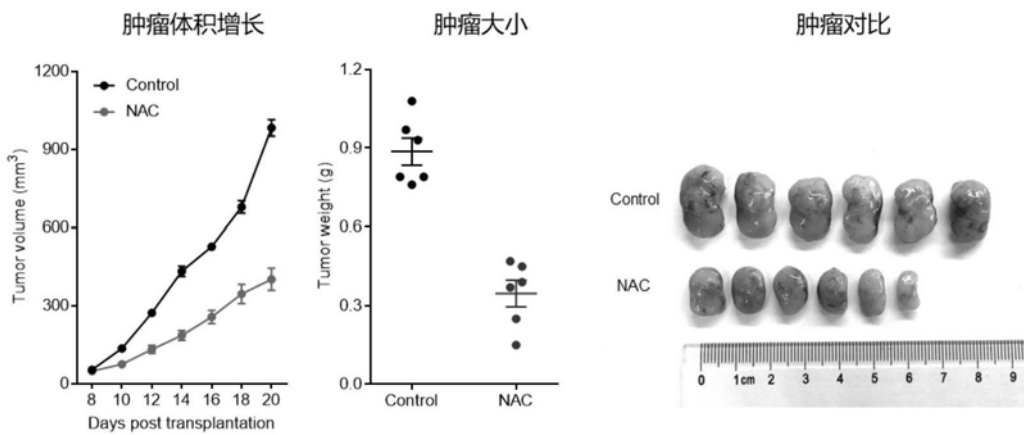 肿瘤体积增长
1200
900
600
300
0
Tumor volume (mm³)
Control
NAC
8 10 12 14 16 18 20
Days post transplantation
肿瘤大小
1.2
0.9
0.6
0.3
0.0
Tumor weight (g)
Control NAC
肿瘤对比
Control
NAC
0 1cm 2 3 4 5 6 7 8 9